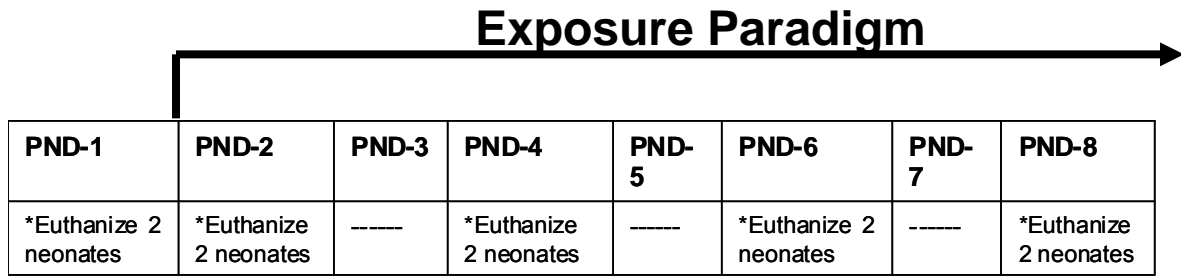 Exposure Paradigm
PND-1 PND-2 PND-3 PND-4 PND-5 PND-6 PND-7 PND-8
*Euthanize 2 neonates *Euthanize 2 neonates ------ *Euthanize 2 neonates ------ *Euthanize 2 neonates ------ *Euthanize 2 neonates